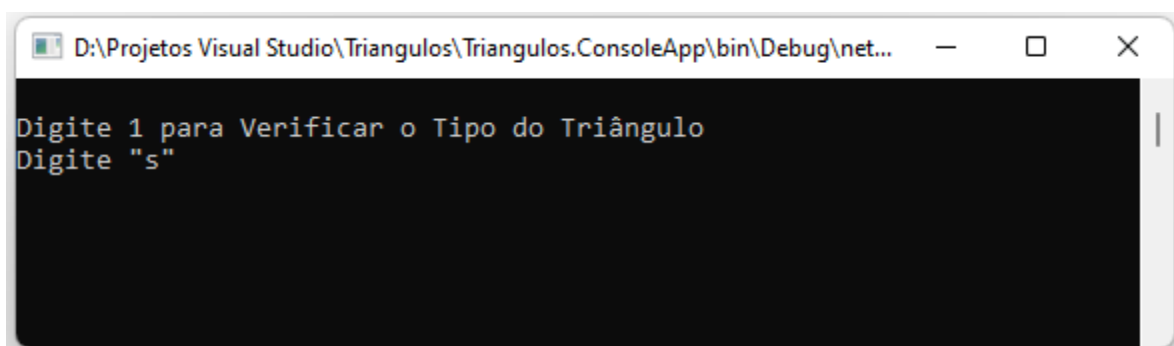 D:\Projetos Visual Studio\Triangulos\Triangulos.ConsoleApp\bin\Debug\net...
Digite 1 para Verificar o Tipo do Triângulo
Digite "s"